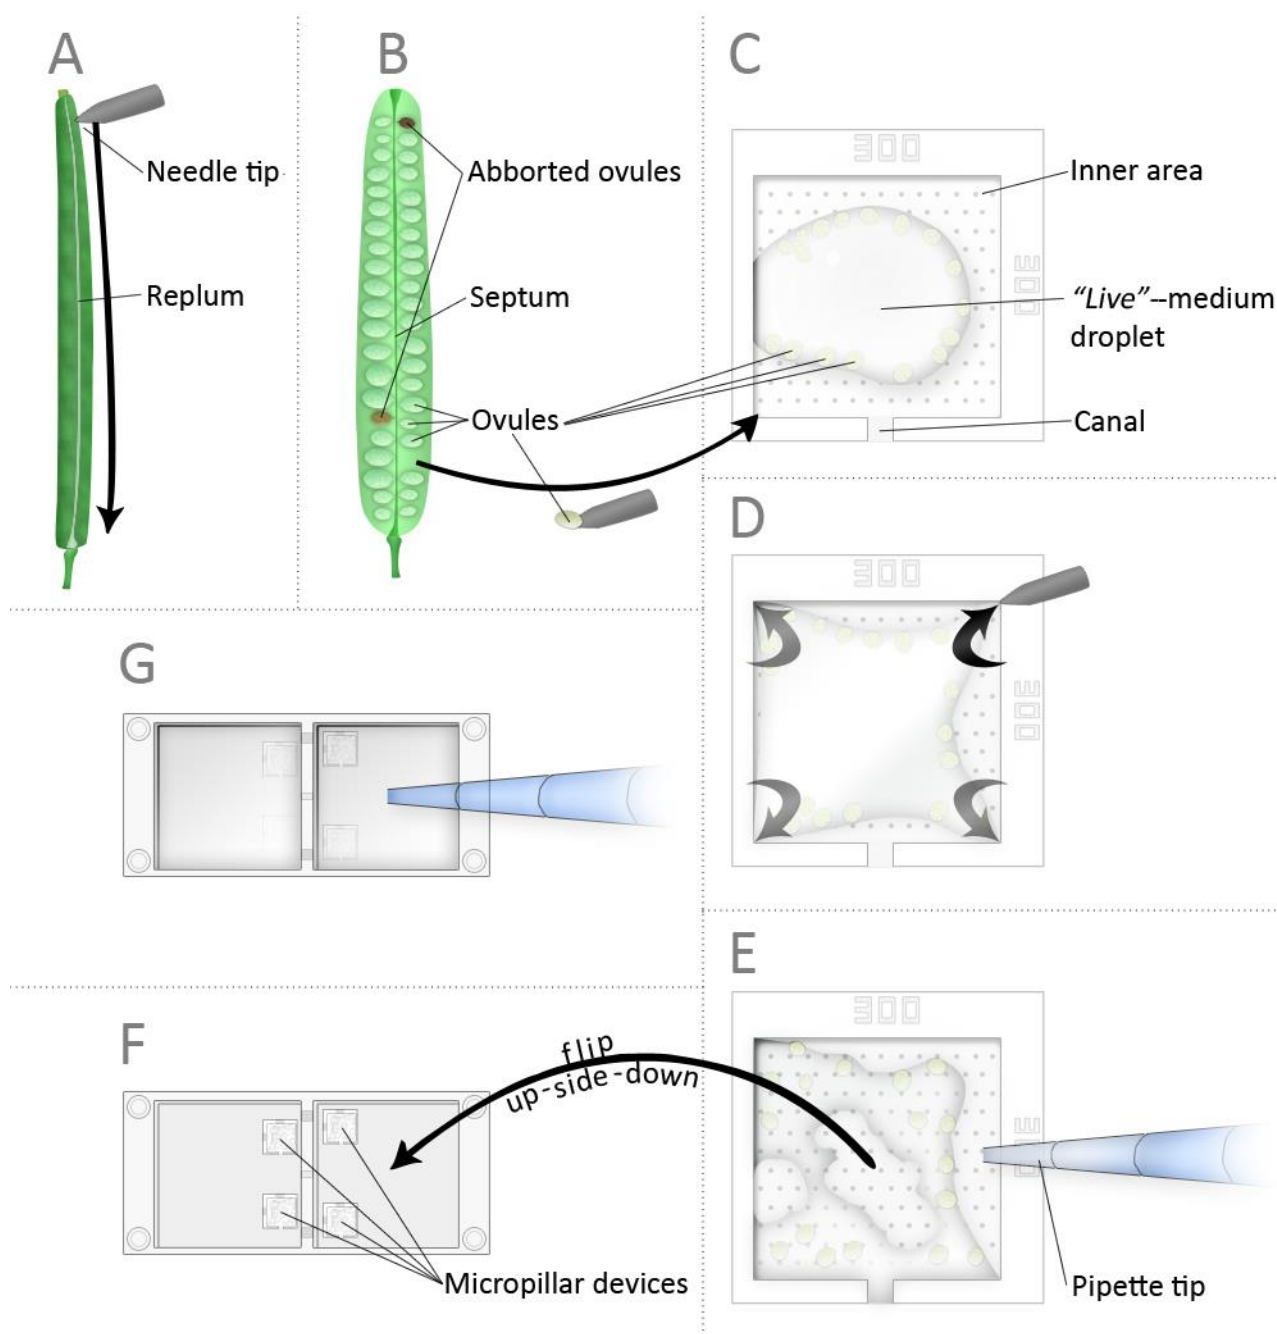 A
Needle tip
Replum
B
Abborted ovules
Septum
Ovules
C
300
300
Inner area
"Live"--medium
droplet
Canal
D
300
300
G
E
300
300
Pipette tip
F
flip
up-side-down
Micropillar devices